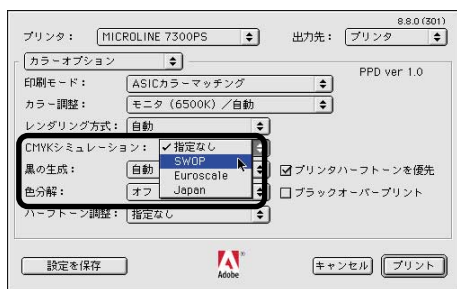 8.8.0 (301)
プリンタ： MICROLINE 7300PS 出力先： プリンタ
カラーオプション
PPD ver 1.0
印刷モード： ASICカラーマッチング
カラー調整： モニタ（6500K）／自動
レンダリング方式： 自動
CMYKシミュレーション： ✓指定なし
SWOP
Euroscale
Japan
黒の生成： 自動 プリンタハーフトーンを優先
色分解： オフ ブラックオーバープリント
ハーフトーン調整： 指定なし
設定を保存 Adobe キャンセル プリント